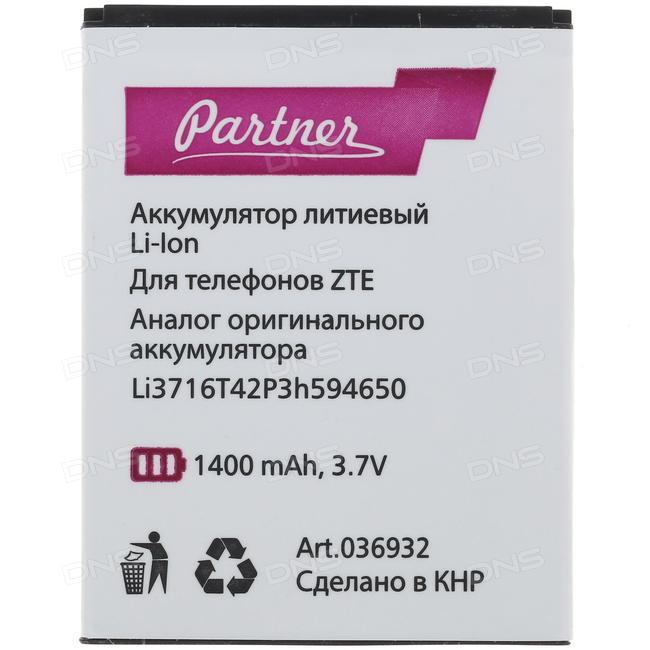 Partner
Аккумулятор литиевый
Li-Ion
Для телефонов ZTE
Аналог оригинального
аккумулятора
Li3716T42P3h594650
1400 mAh, 3.7V
Art.036932
Сделано в КНР
DNS